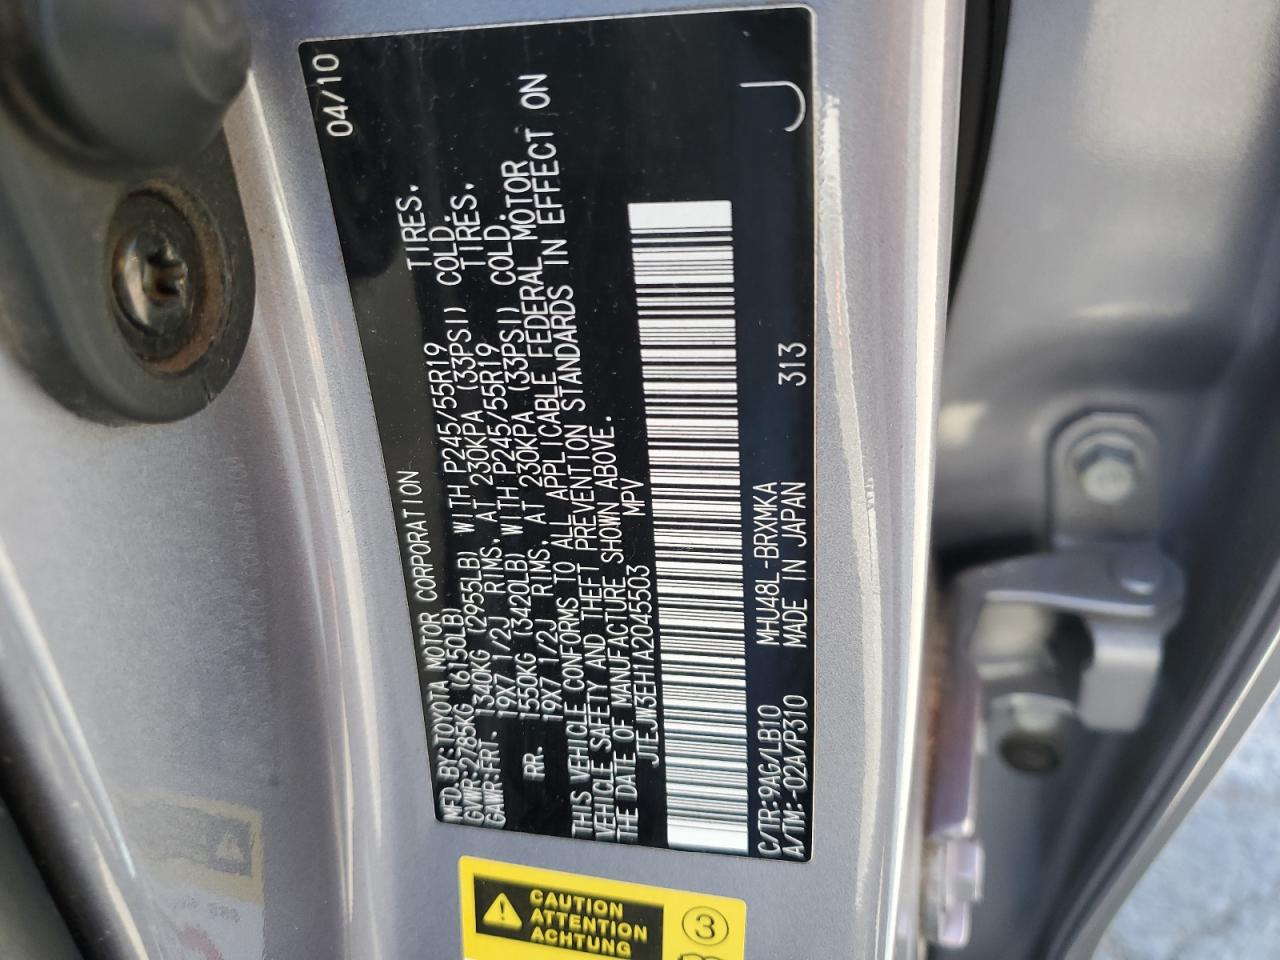 04/10
MFD. BY: TOYOTA MOTOR CORPORATION
GVWR: 2785KG (6150LB)
GAWR: FRT. 1340KG (2955LB) WITH P245/55R19 TIRES.
19X7 1/2J RIMS. AT 230KPA (33PSI) COLD.
RR. 1550KG (3420LB) WITH P245/55R19 TIRES.
19X7 1/2J RIMS. AT 230KPA (33PSI) COLD.
THIS VEHICLE CONFORMS TO ALL APPLICABLE FEDERAL MOTOR
VEHICLE SAFETY AND THEFT PREVENTION STANDARDS IN EFFECT ON
THE DATE OF MANUFACTURE SHOWN ABOVE.
JTEJW3EH1A2045503 MPV
C/TR:9AG/LB10 MHU48L-BRXMKA
A/TM:-02A/P310 MADE IN JAPAN 313 J
CAUTION
ATTENTION
ACHTUNG
3